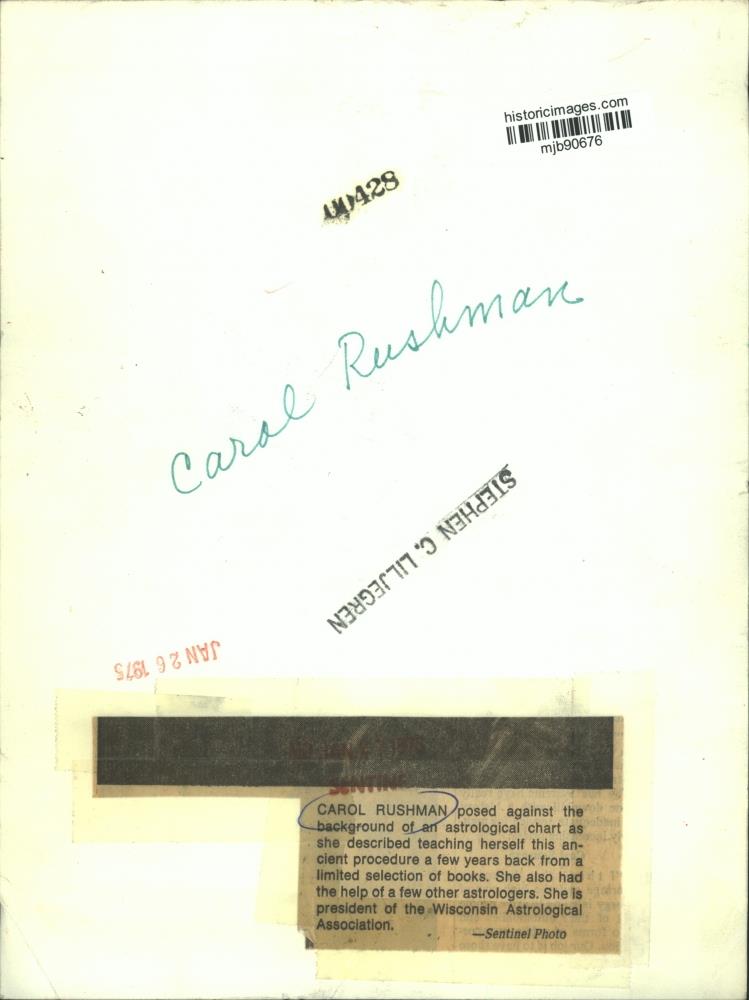 historicimages.com
mjb90676
00428
Carol Rushman
STEPHEN C. LILJEGREN
JAN 26 1975
SENTINEL
CAROL RUSHMAN posed against the
background of an astrological chart as
she described teaching herself this an-
cient procedure a few years back from a
limited selection of books. She also had
the help of a few other astrologers. She is
president of the Wisconsin Astrological
Association.
—Sentinel Photo